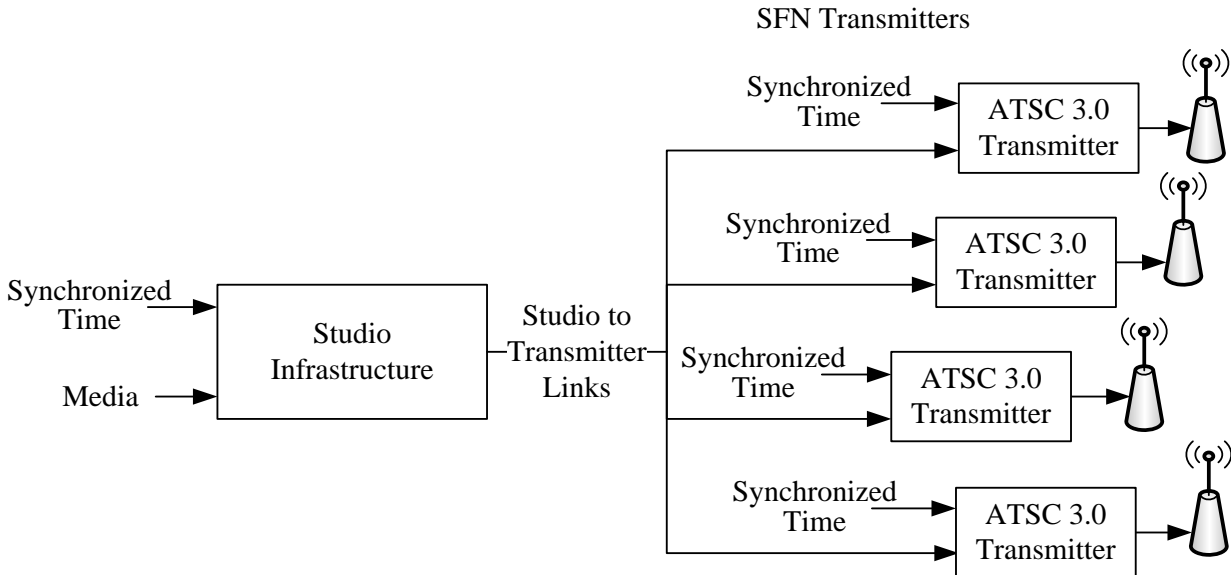 SFN Transmitters
Synchronized
Time
ATSC 3.0
Transmitter
Synchronized
Time
ATSC 3.0
Transmitter
Synchronized
Time
Media
Studio
Infrastructure
Studio to
Transmitter
Links
Synchronized
Time
ATSC 3.0
Transmitter
Synchronized
Time
ATSC 3.0
Transmitter